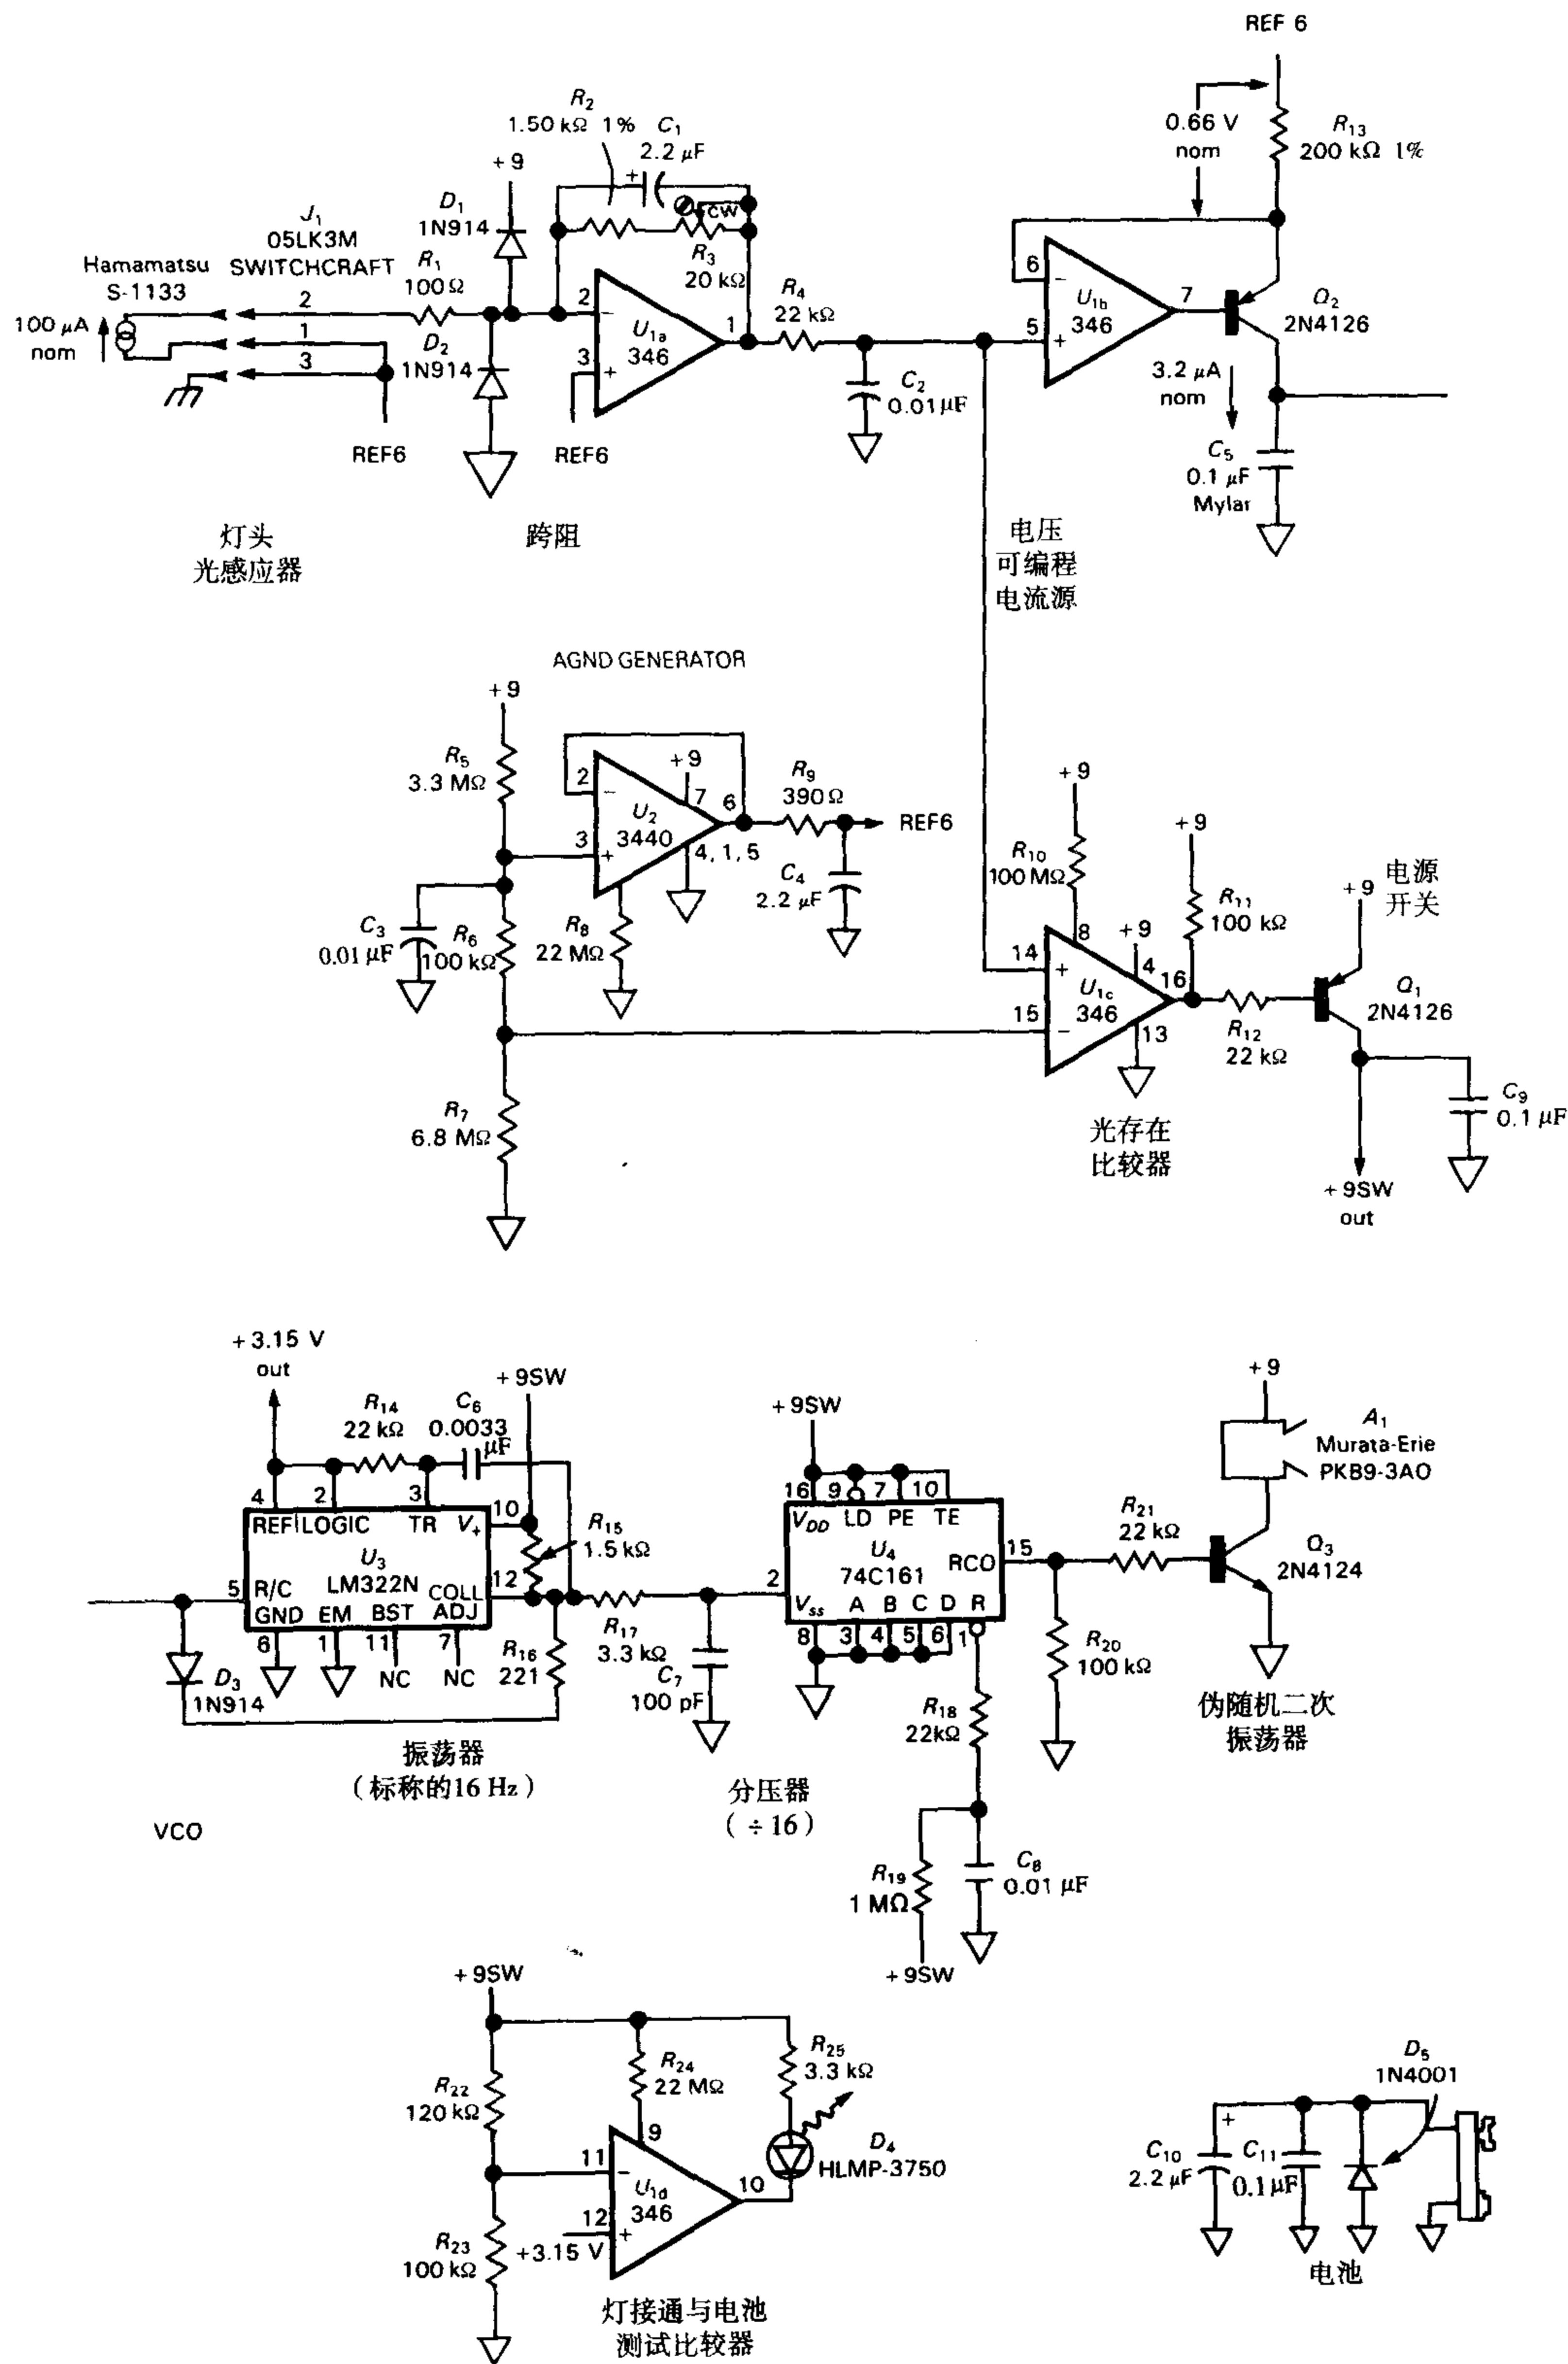 REF 6
0.66 V
nom
R13
200 kΩ 1%
R2
1.50 kΩ 1%
C1
2.2 µF
+
+9
D1
1N914
CW
R3
20 kΩ
J1
05LK3M
SWITCHCRAFT
Hamamatsu
S-1133
100 µA
nom
2
1
3
R1
100 Ω
D2
1N914
REF6
2
−
3
+
U1a
346
1
REF6
R4
22 kΩ
C2
0.01 µF
6
−
5
+
U1b
346
7
Q2
2N4126
3.2 µA
nom
C5
0.1 µF
Mylar
灯头
光感应器
跨阻
电压
可编程
电流源
AGND GENERATOR
+9
R5
3.3 MΩ
2
−
3
+
U2
3440
+9
7
6
4, 1, 5
R9
390 Ω
REF6
C4
2.2 µF
C3
0.01 µF
R6
100 kΩ
R8
22 MΩ
R7
6.8 MΩ
+9
R10
100 MΩ
14
+
15
−
8
+9
4
16
U1c
346
13
+9
R11
100 kΩ
R12
22 kΩ
+9
电源
开关
Q1
2N4126
C9
0.1 µF
+9SW
out
光存在
比较器
+3.15 V
out
R14
22 kΩ
C6
0.0033
µF
+9SW
4
2
3
10
REF
LOGIC
TR
V+
U3
LM322N
5
R/C
12
COLL
GND
EM
BST
ADJ
6
1
11
7
NC
NC
R15
1.5 kΩ
R16
221
R17
3.3 kΩ
C7
100 pF
D3
1N914
振荡器
(标称的16 Hz)
VCO
+9SW
16
9
7
10
VDD
LD
PE
TE
U4
74C161
RCO
15
2
Vss
A
B
C
D
R
8
3
4
5
6
1
分压器
(÷16)
R18
22kΩ
R19
1 MΩ
C8
0.01 µF
+9SW
R20
100 kΩ
R21
22 kΩ
+9
A1
Murata-Erie
PKB9-3AO
Q3
2N4124
伪随机二次
振荡器
+9SW
R22
120 kΩ
R23
100 kΩ
R24
22 MΩ
R25
3.3 kΩ
11
−
12
+
+3.15 V
9
U1d
346
10
D4
HLMP-3750
灯接通与电池
测试比较器
D5
1N4001
+
C10
2.2 µF
C11
0.1µF
电池